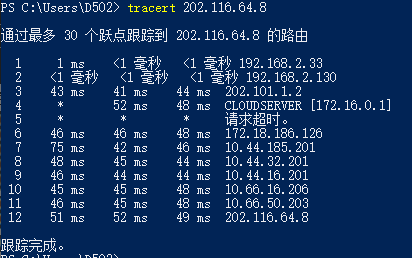 PS C:\Users\D502> tracert 202.116.64.8
通过最多 30 个跃点跟踪到 202.116.64.8 的路由
1 1 ms <1 毫秒 <1 毫秒 192.168.2.33
2 <1 毫秒 <1 毫秒 <1 毫秒 192.168.2.130
3 43 ms 41 ms 44 ms 202.101.1.2
4 * 52 ms 48 ms CLOUDSERVER [172.16.0.1]
5 * * * 请求超时。
6 46 ms 46 ms 48 ms 172.18.186.126
7 75 ms 42 ms 46 ms 10.44.185.201
8 48 ms 45 ms 44 ms 10.44.32.201
9 46 ms 44 ms 44 ms 10.44.16.201
10 45 ms 44 ms 49 ms 10.66.16.206
11 46 ms 45 ms 48 ms 10.66.50.203
12 51 ms 52 ms 49 ms 202.116.64.8
跟踪完成。